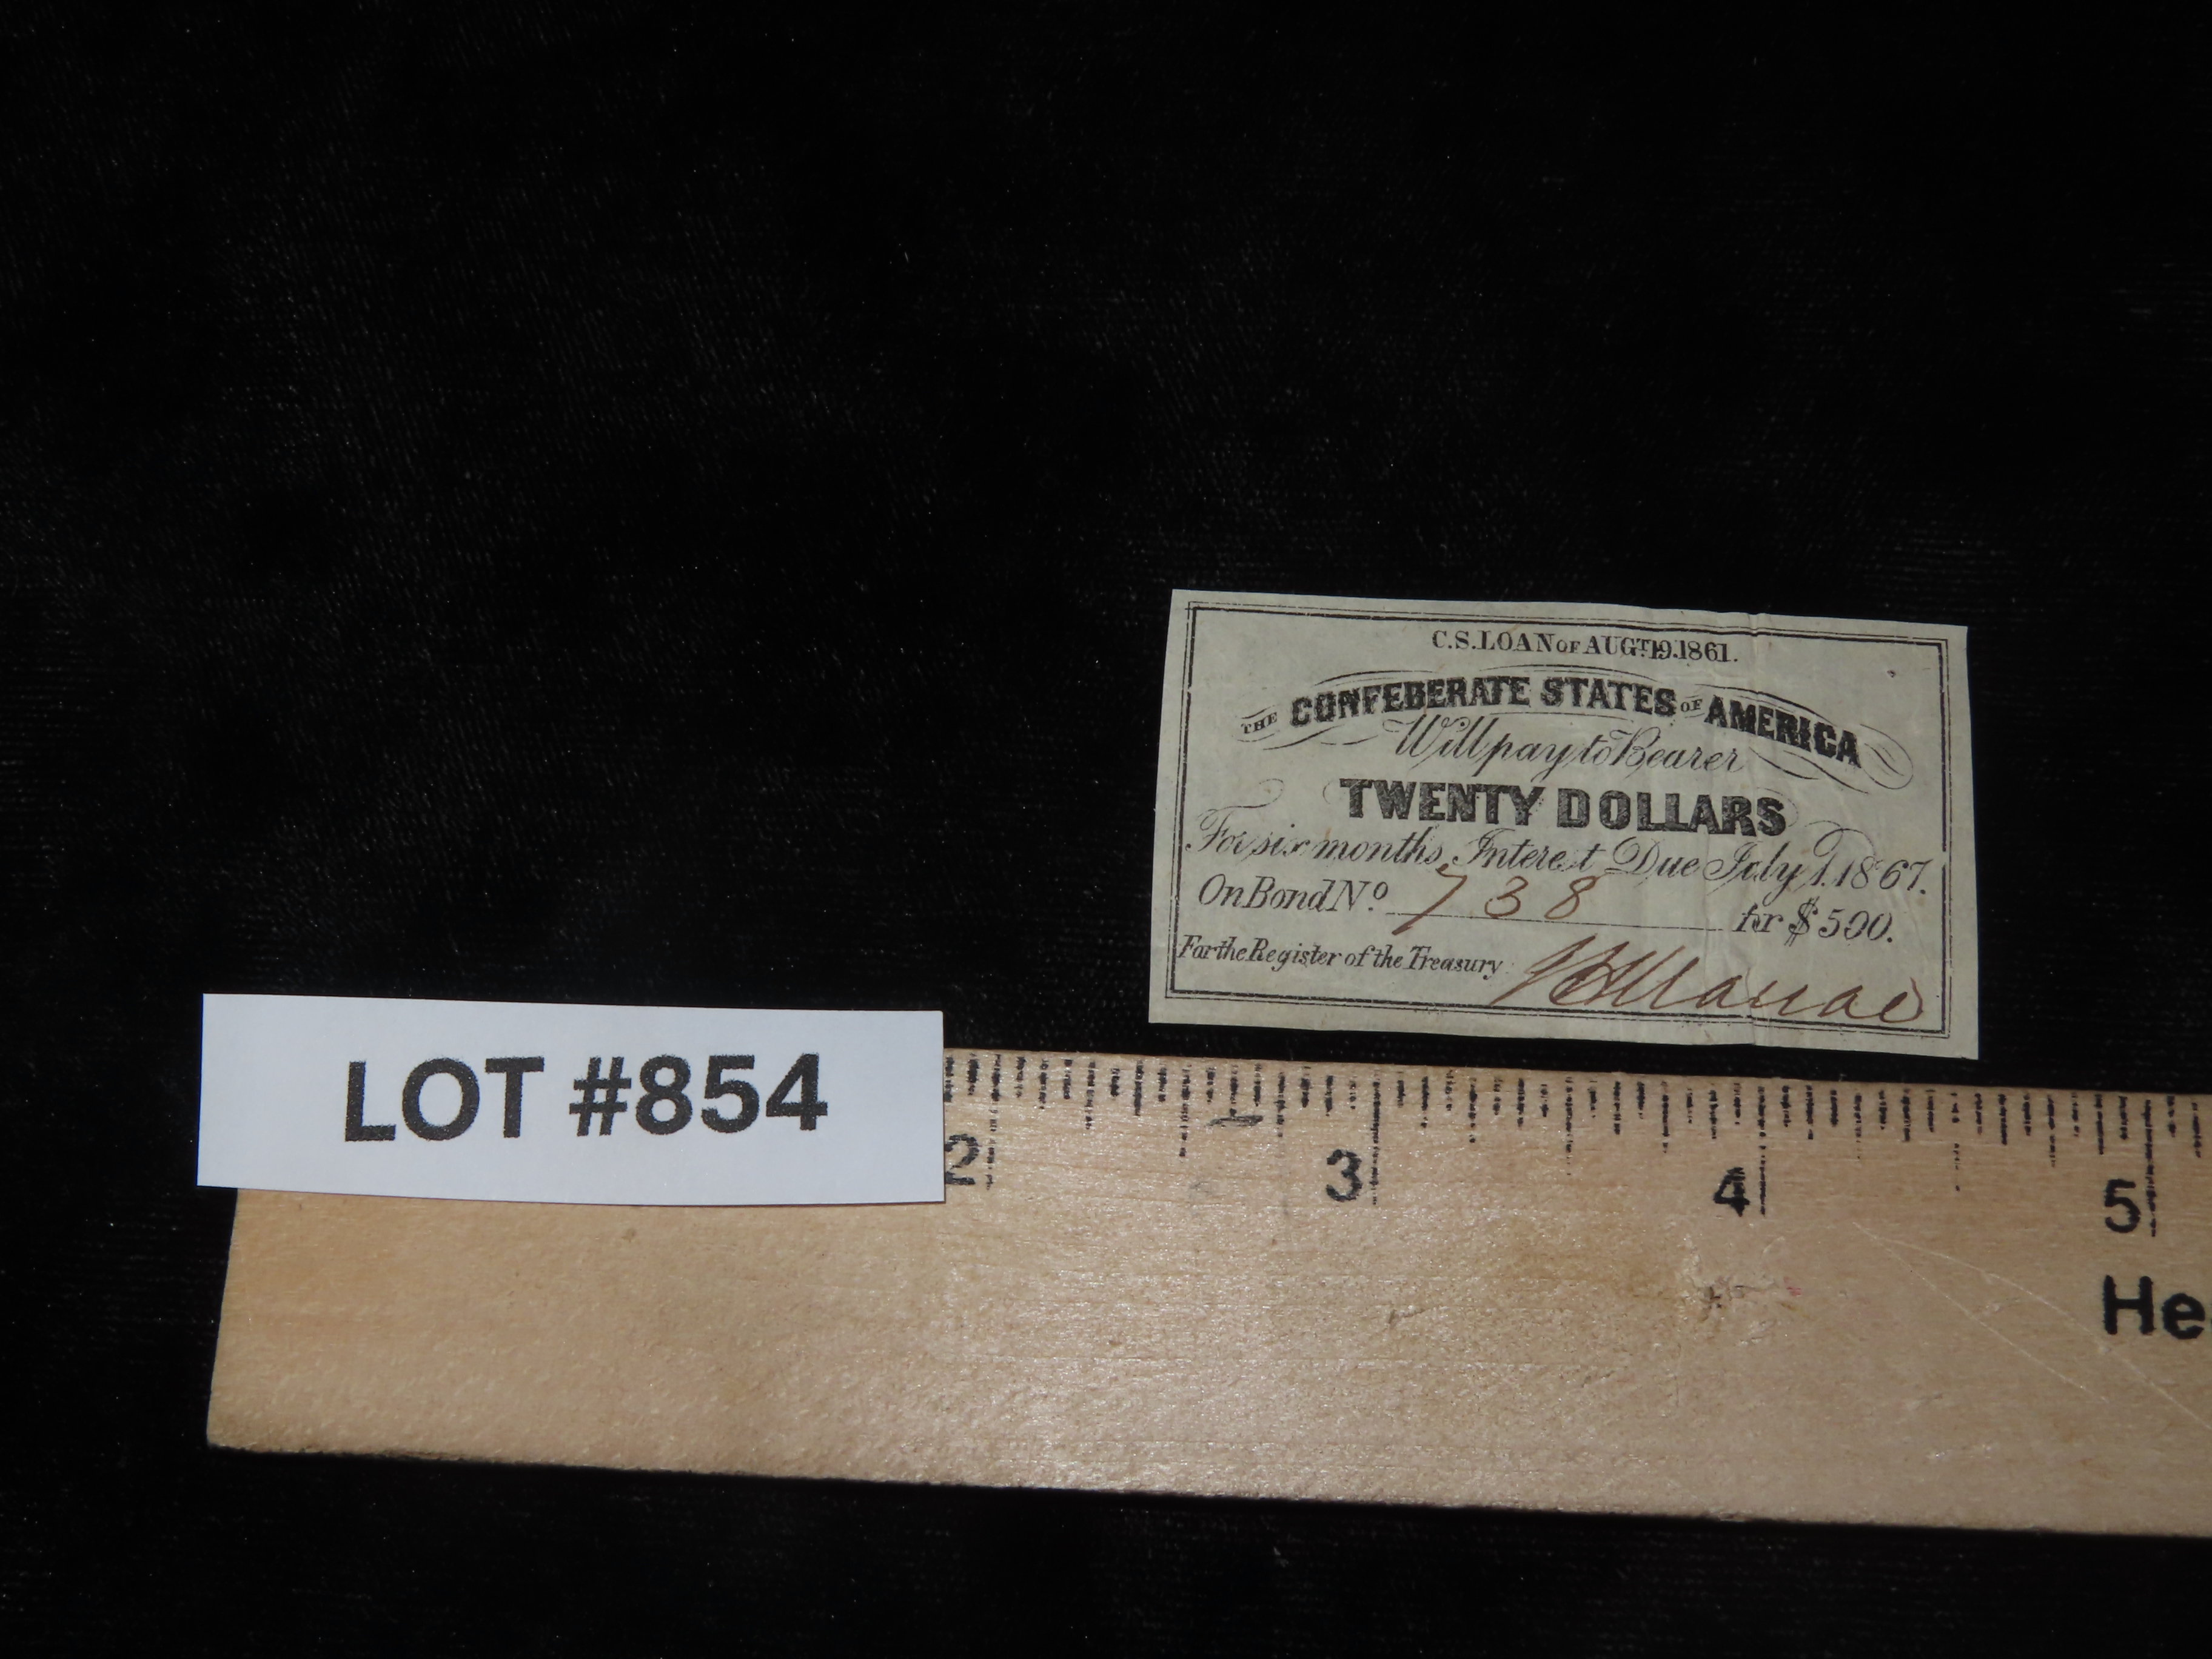 C.S. LOAN OF AUGT. 19. 1861.
THE CONFEDERATE STATES OF AMERICA
Will pay to Bearer
TWENTY DOLLARS
For six months Interest Due July 1. 1867.
On Bond No. 738 for $500.
For the Register of the Treasury
LOT #854
2 3 4 5
He